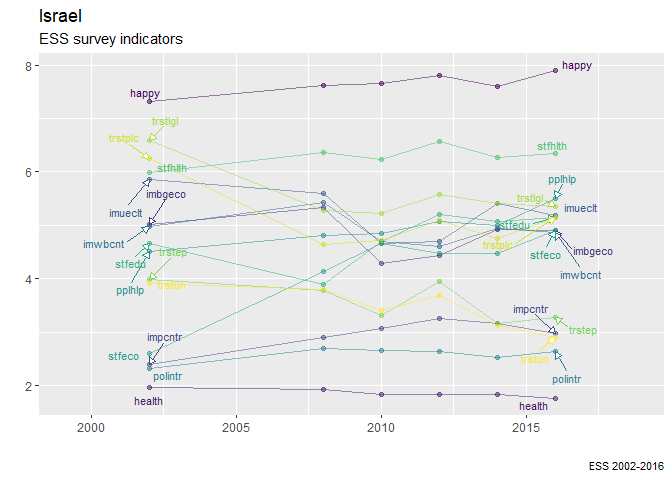 Israel
ESS survey indicators
8
happy
happy
trstlgl
trstplc
stfhlth
stfhlth
6
pplhlp
imbgeco
trstlgl
imueclt
imueclt
stfedu
imwbcnt
trstplc
trstep
imbgeco
stfedu
stfeco
imwbcnt
4
pplhlp
trstun
impcntr
impcntr
trstep
stfeco
trstun
polintr
polintr
2
health
health
2000
2005
2010
2015
ESS 2002-2016